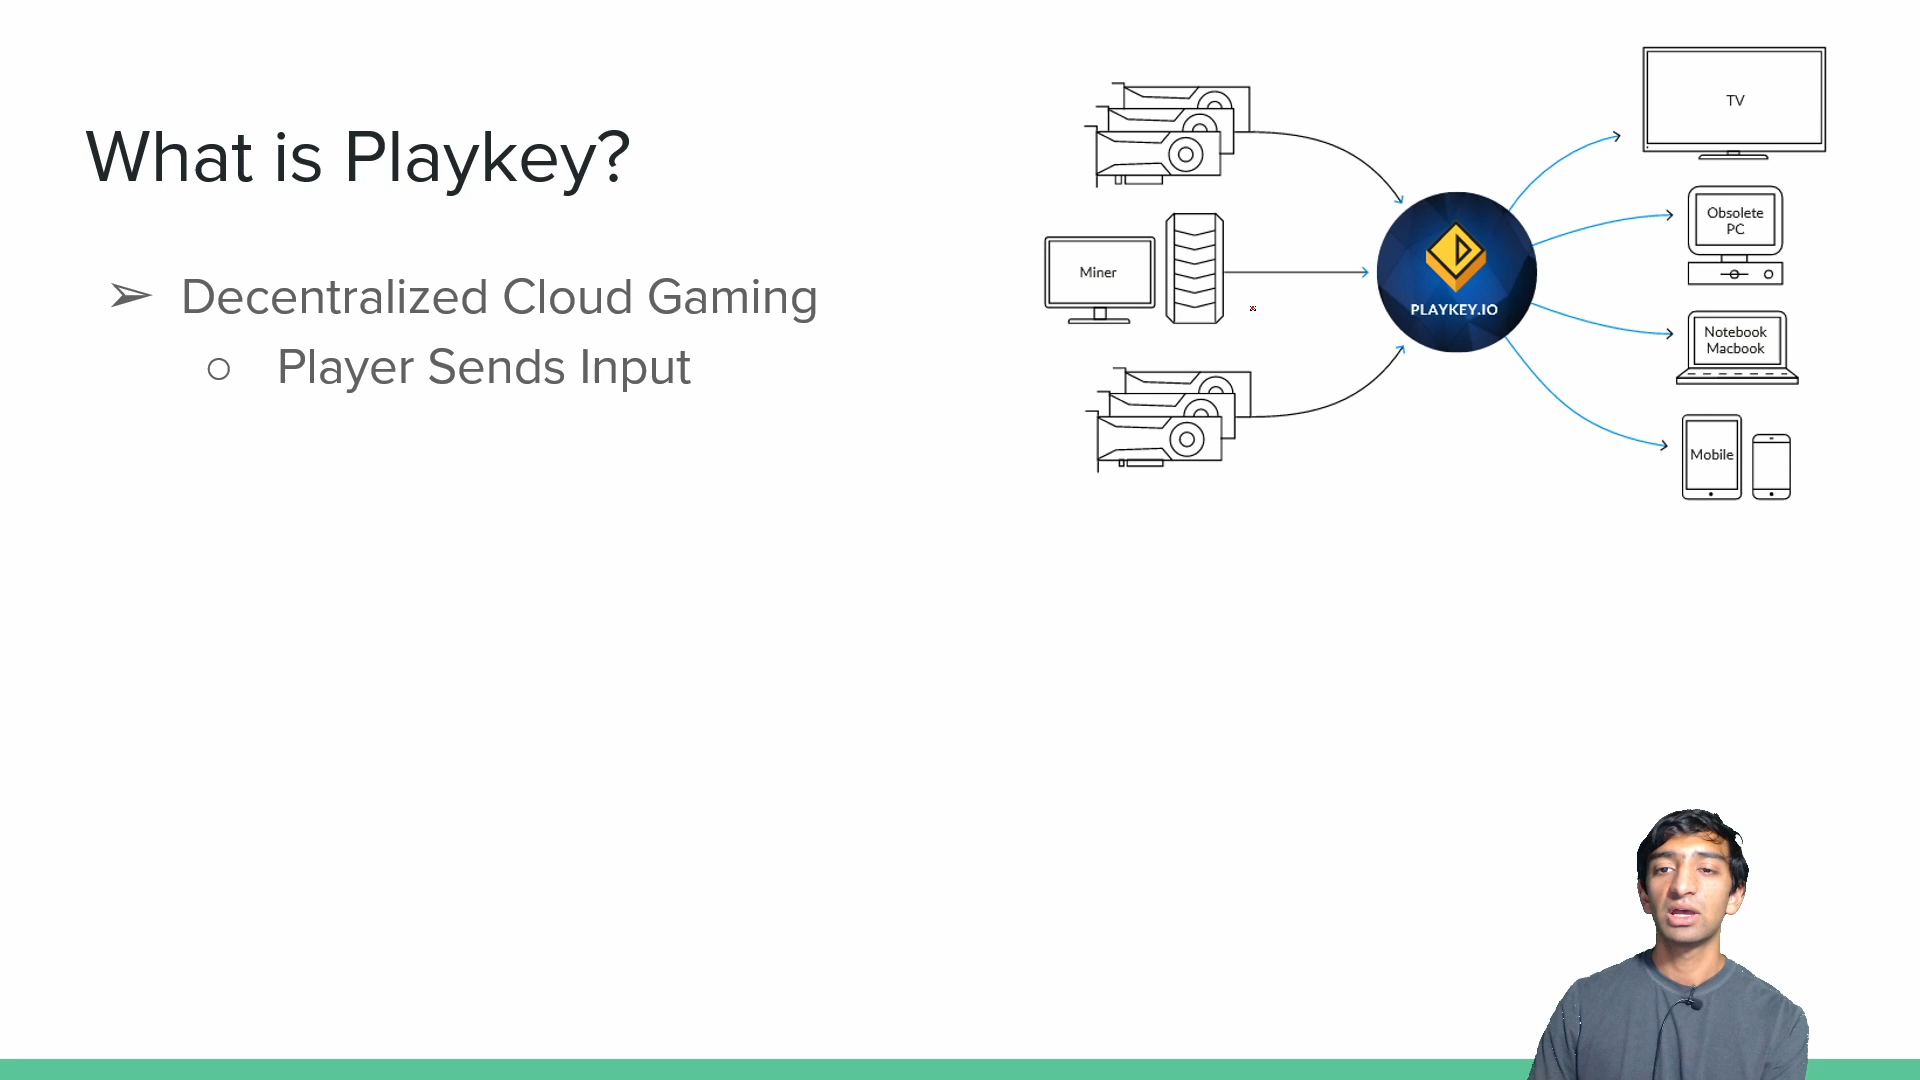 What is Playkey?
➢ Decentralized Cloud Gaming
○ Player Sends Input
Miner
PLAYKEY.IO
TV
Obsolete
PC
Notebook
Macbook
Mobile